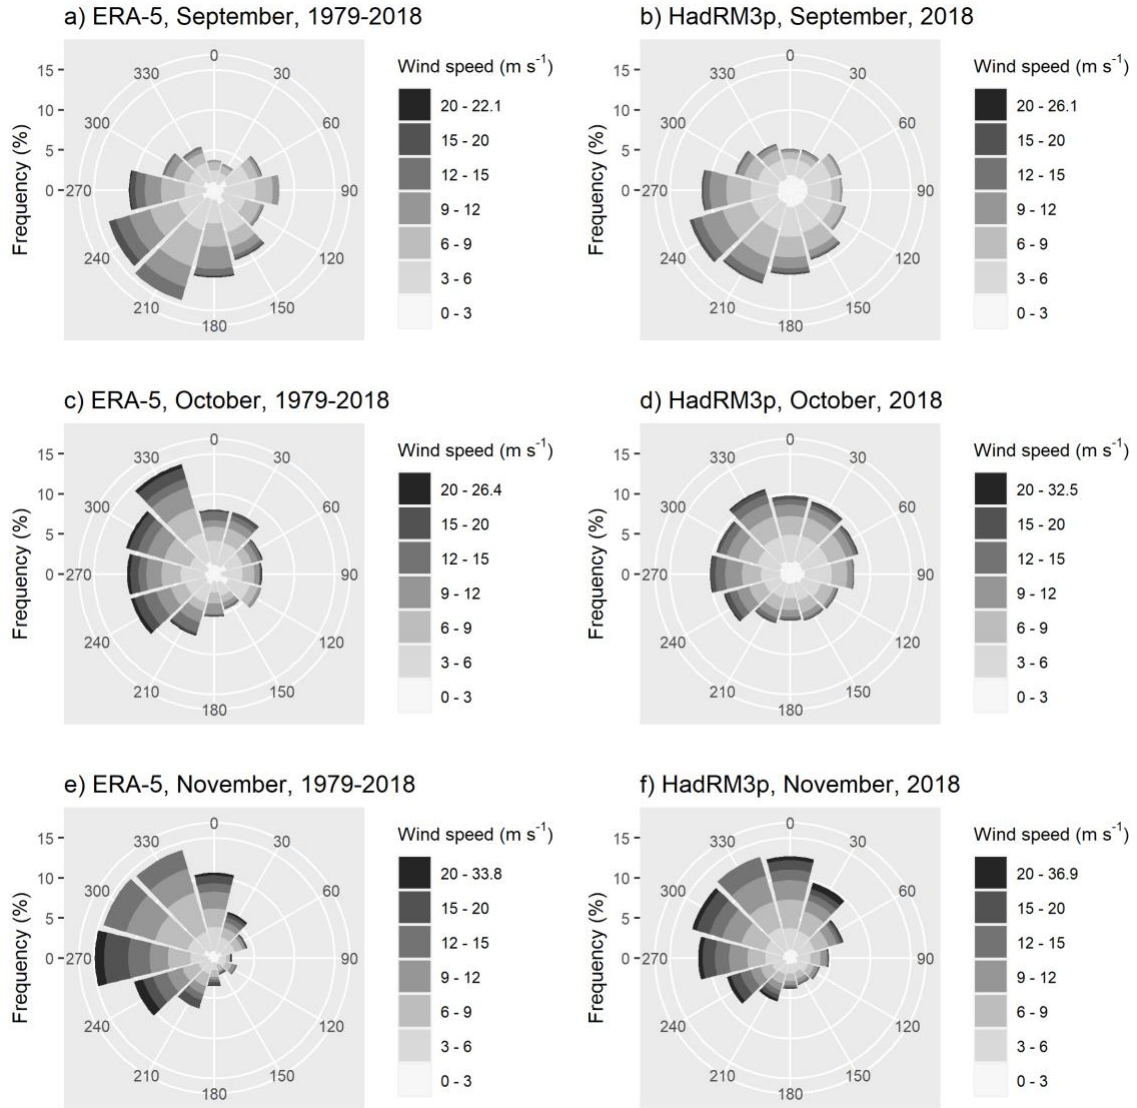 a) ERA-5, September, 1979-2018
Frequency (%)
15
10
5
0
0
30
60
90
120
150
180
210
240
270
300
330
Wind speed (m s⁻¹)
20 - 22.1
15 - 20
12 - 15
9 - 12
6 - 9
3 - 6
0 - 3
b) HadRM3p, September, 2018
Frequency (%)
15
10
5
0
0
30
60
90
120
150
180
210
240
270
300
330
Wind speed (m s⁻¹)
20 - 26.1
15 - 20
12 - 15
9 - 12
6 - 9
3 - 6
0 - 3
c) ERA-5, October, 1979-2018
Frequency (%)
15
10
5
0
0
30
60
90
120
150
180
210
240
270
300
330
Wind speed (m s⁻¹)
20 - 26.4
15 - 20
12 - 15
9 - 12
6 - 9
3 - 6
0 - 3
d) HadRM3p, October, 2018
Frequency (%)
15
10
5
0
0
30
60
90
120
150
180
210
240
270
300
330
Wind speed (m s⁻¹)
20 - 32.5
15 - 20
12 - 15
9 - 12
6 - 9
3 - 6
0 - 3
e) ERA-5, November, 1979-2018
Frequency (%)
15
10
5
0
0
30
60
90
120
150
180
210
240
270
300
330
Wind speed (m s⁻¹)
20 - 33.8
15 - 20
12 - 15
9 - 12
6 - 9
3 - 6
0 - 3
f) HadRM3p, November, 2018
Frequency (%)
15
10
5
0
0
30
60
90
120
150
180
210
240
270
300
330
Wind speed (m s⁻¹)
20 - 36.9
15 - 20
12 - 15
9 - 12
6 - 9
3 - 6
0 - 3